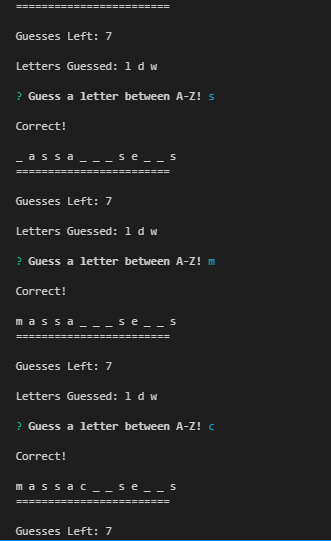 ========================
Guesses Left: 7
Letters Guessed: l d w
? Guess a letter between A-Z! s
Correct!
_ a s s a _ _ _ s e _ _ s
========================
Guesses Left: 7
Letters Guessed: l d w
? Guess a letter between A-Z! m
Correct!
m a s s a _ _ _ s e _ _ s
========================
Guesses Left: 7
Letters Guessed: l d w
? Guess a letter between A-Z! c
Correct!
m a s s a c _ _ s e _ _ s
========================
Guesses Left: 7